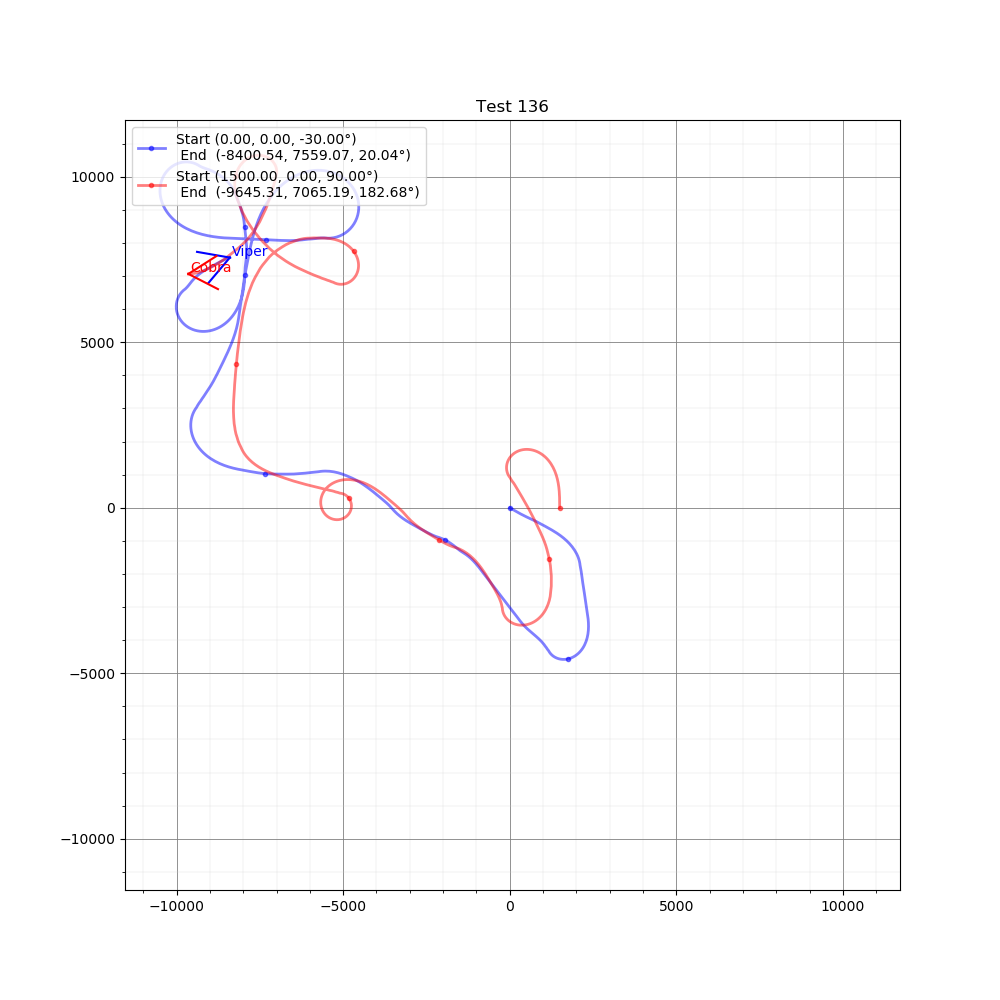 Test 136
Start (0.00, 0.00, -30.00°)
End  (-8400.54, 7559.07, 20.04°)
Start (1500.00, 0.00, 90.00°)
End  (-9645.31, 7065.19, 182.68°)
10000
5000
0
−5000
−10000
Viper
Cobra
−10000
−5000
0
5000
10000